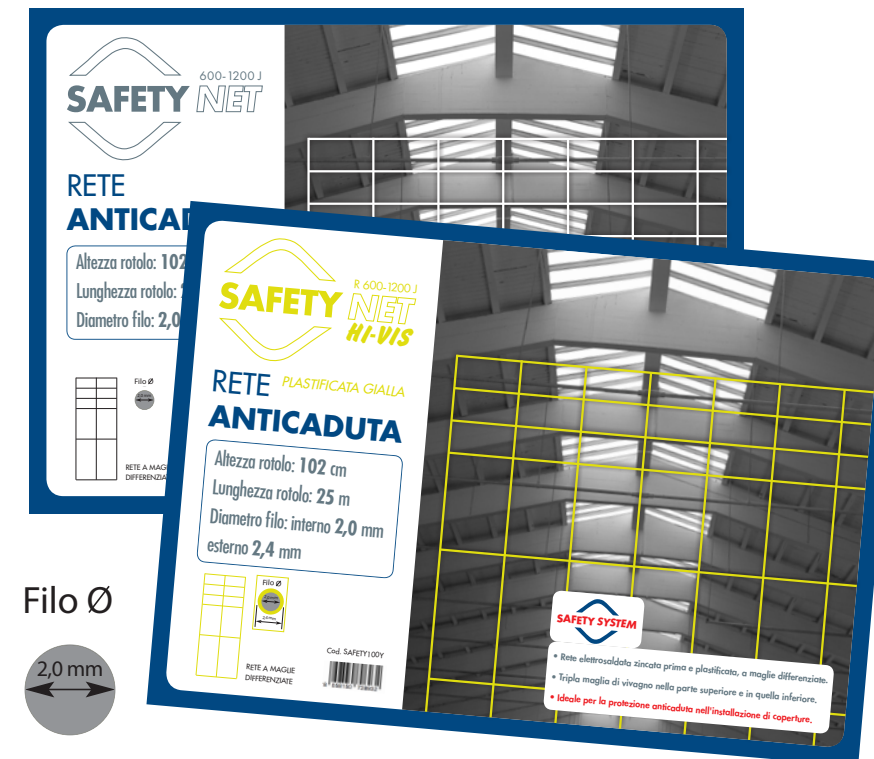 600-1200 J
SAFETY NET
RETE
ANTICAD
Altezza rotolo: 102
Lunghezza rotolo:
Diametro filo: 2,0
Filo Ø
2,0 mm
RETE A MAGLIE
DIFFERENZIATE
R 600-1200 J
SAFETY NET
HI-VIS
RETE PLASTIFICATA GIALLA
ANTICADUTA
Altezza rotolo: 102 cm
Lunghezza rotolo: 25 m
Diametro filo: interno 2,0 mm
esterno 2,4 mm
Filo Ø
RETE A MAGLIE
DIFFERENZIATE
Cod. SAFETY100Y
SAFETY SYSTEM
• Rete elettrosaldata zincata prima e plastificata, a maglie differenziate.
• Tripla maglia di vivagno nella parte superiore e in quella inferiore.
• Ideale per la protezione anticaduta nell'installazione di coperture.
Filo Ø
2,0 mm